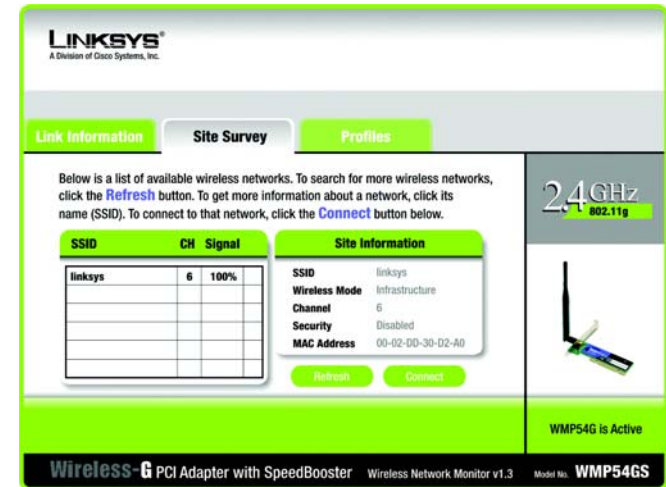 LINKSYS®
A Division of Cisco Systems, Inc.
Link Information Site Survey Profiles
Below is a list of available wireless networks. To search for more wireless networks,
click the Refresh button. To get more information about a network, click its
name (SSID). To connect to that network, click the Connect button below.
2.4GHz
802.11g
SSID CH Signal
linksys 6 100%
Site Information
SSID linksys
Wireless Mode Infrastructure
Channel 6
Security Disabled
MAC Address 00-02-DD-30-D2-A0
Refresh Connect
WMP54G is Active
Wireless-G PCI Adapter with SpeedBooster Wireless Network Monitor v1.3 Model No. WMP54GS